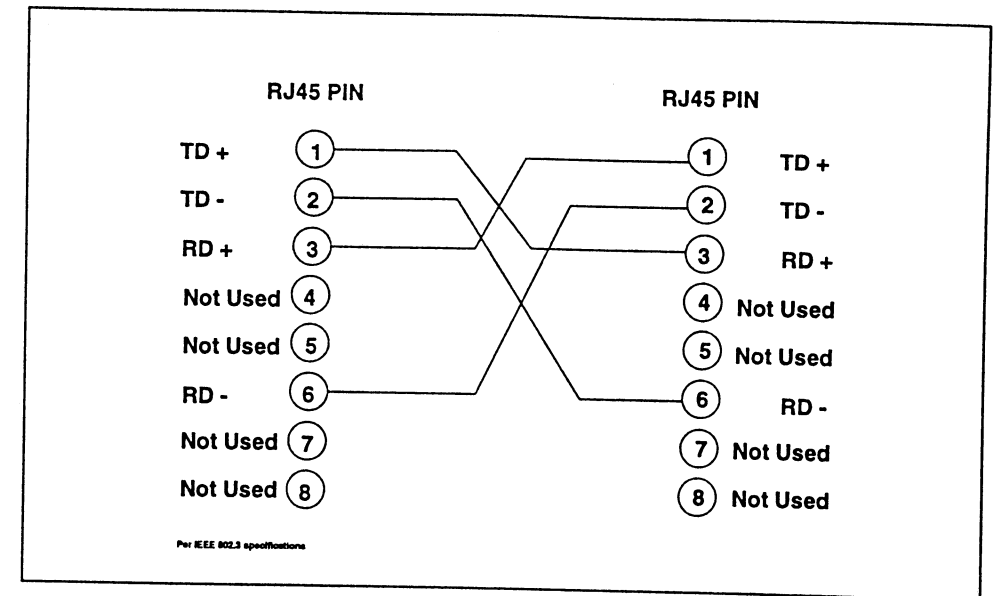 RJ45 PIN RJ45 PIN
TD + 1 1 TD +
TD - 2 2 TD -
RD + 3 3 RD +
Not Used 4 4 Not Used
Not Used 5 5 Not Used
RD - 6 6 RD -
Not Used 7 7 Not Used
Not Used 8 8 Not Used
Per IEEE 802.3 specifications